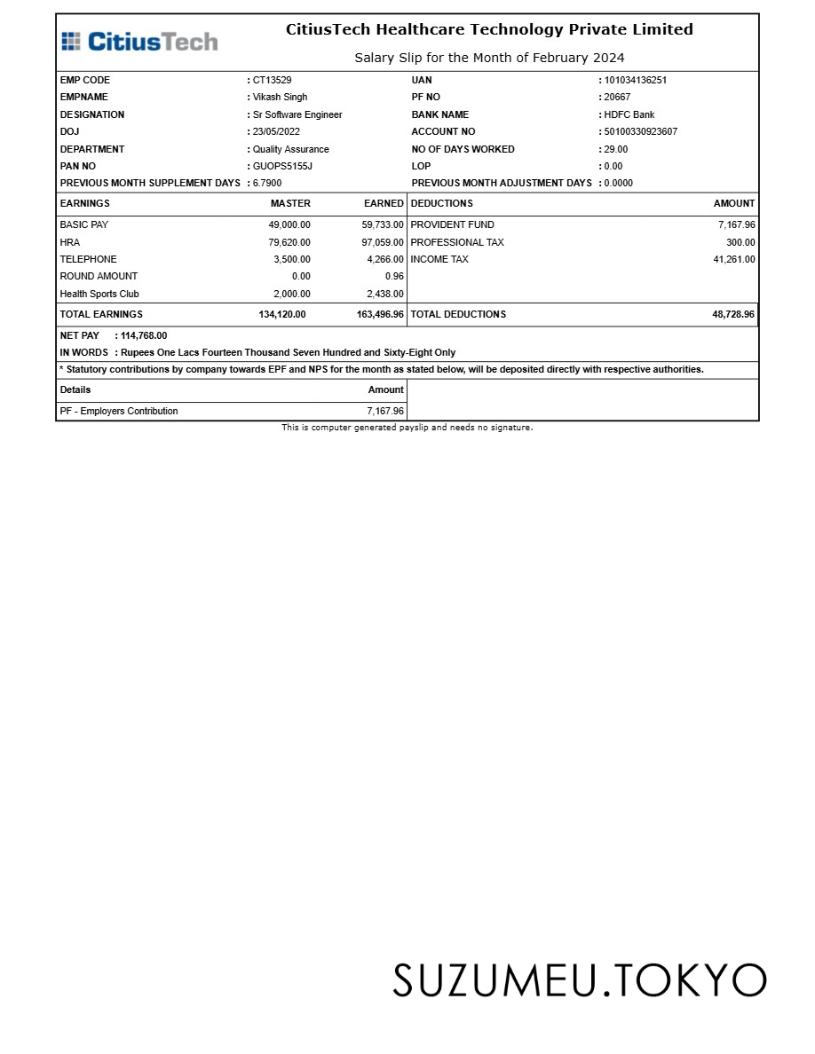 CitiusTech
CitiusTech Healthcare Technology Private Limited
Salary Slip for the Month of February 2024
EMP CODE : CT13529 UAN : 101034136251
EMPNAME : Vikash Singh PF NO : 20667
DESIGNATION : Sr Software Engineer BANK NAME : HDFC Bank
DOJ : 23/05/2022 ACCOUNT NO : 50100330923607
DEPARTMENT : Quality Assurance NO OF DAYS WORKED : 29.00
PAN NO : GUOPS5155J LOP : 0.00
PREVIOUS MONTH SUPPLEMENT DAYS : 6.7900 PREVIOUS MONTH ADJUSTMENT DAYS : 0.0000
EARNINGS MASTER EARNED DEDUCTIONS AMOUNT
BASIC PAY 49,000.00 59,733.00 PROVIDENT FUND 7,167.96
HRA 79,620.00 97,059.00 PROFESSIONAL TAX 300.00
TELEPHONE 3,500.00 4,266.00 INCOME TAX 41,261.00
ROUND AMOUNT 0.00 0.96
Health Sports Club 2,000.00 2,438.00
TOTAL EARNINGS 134,120.00 163,496.96 TOTAL DEDUCTIONS 48,728.96
NET PAY : 114,768.00
IN WORDS : Rupees One Lacs Fourteen Thousand Seven Hundred and Sixty-Eight Only
* Statutory contributions by company towards EPF and NPS for the month as stated below, will be deposited directly with respective authorities.
Details Amount
PF - Employers Contribution 7,167.96
This is computer generated payslip and needs no signature.
SUZUMEU.TOKYO